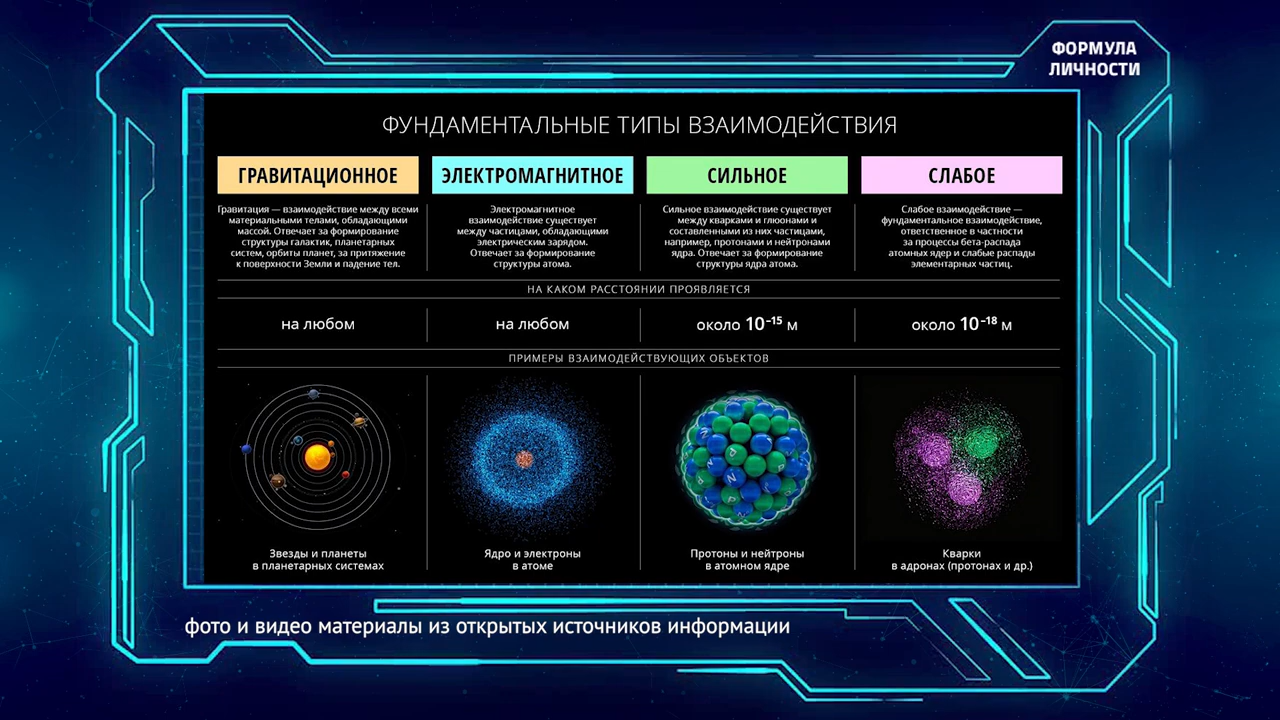 ФОРМУЛА
ЛИЧНОСТИ
ФУНДАМЕНТАЛЬНЫЕ ТИПЫ ВЗАИМОДЕЙСТВИЯ
ГРАВИТАЦИОННОЕ
Гравитация — взаимодействие между всеми
материальными телами, обладающими
массой. Отвечает за формирование
структуры галактик, планетарных
систем, орбиты планет, за притяжение
к поверхности Земли и падение тел.
ЭЛЕКТРОМАГНИТНОЕ
Электромагнитное
взаимодействие существует
между частицами, обладающими
электрическим зарядом.
Отвечает за формирование
структуры атома.
СИЛЬНОЕ
Сильное взаимодействие существует
между кварками и глюонами и
составленными из них частицами,
например, протонами и нейтронами
ядра. Отвечает за формирование
структуры ядра атома.
СЛАБОЕ
Слабое взаимодействие —
фундаментальное взаимодействие,
ответственное в частности
за процессы бета-распада
атомных ядер и слабые распады
элементарных частиц.
НА КАКОМ РАССТОЯНИИ ПРОЯВЛЯЕТСЯ
на любом
на любом
около 10⁻¹⁵ м
около 10⁻¹⁸ м
ПРИМЕРЫ ВЗАИМОДЕЙСТВУЮЩИХ ОБЪЕКТОВ
Звезды и планеты
в планетарных системах
Ядро и электроны
в атоме
Протоны и нейтроны
в атомном ядре
Кварки
в адронах (протонах и др.)
фото и видео материалы из открытых источников информации